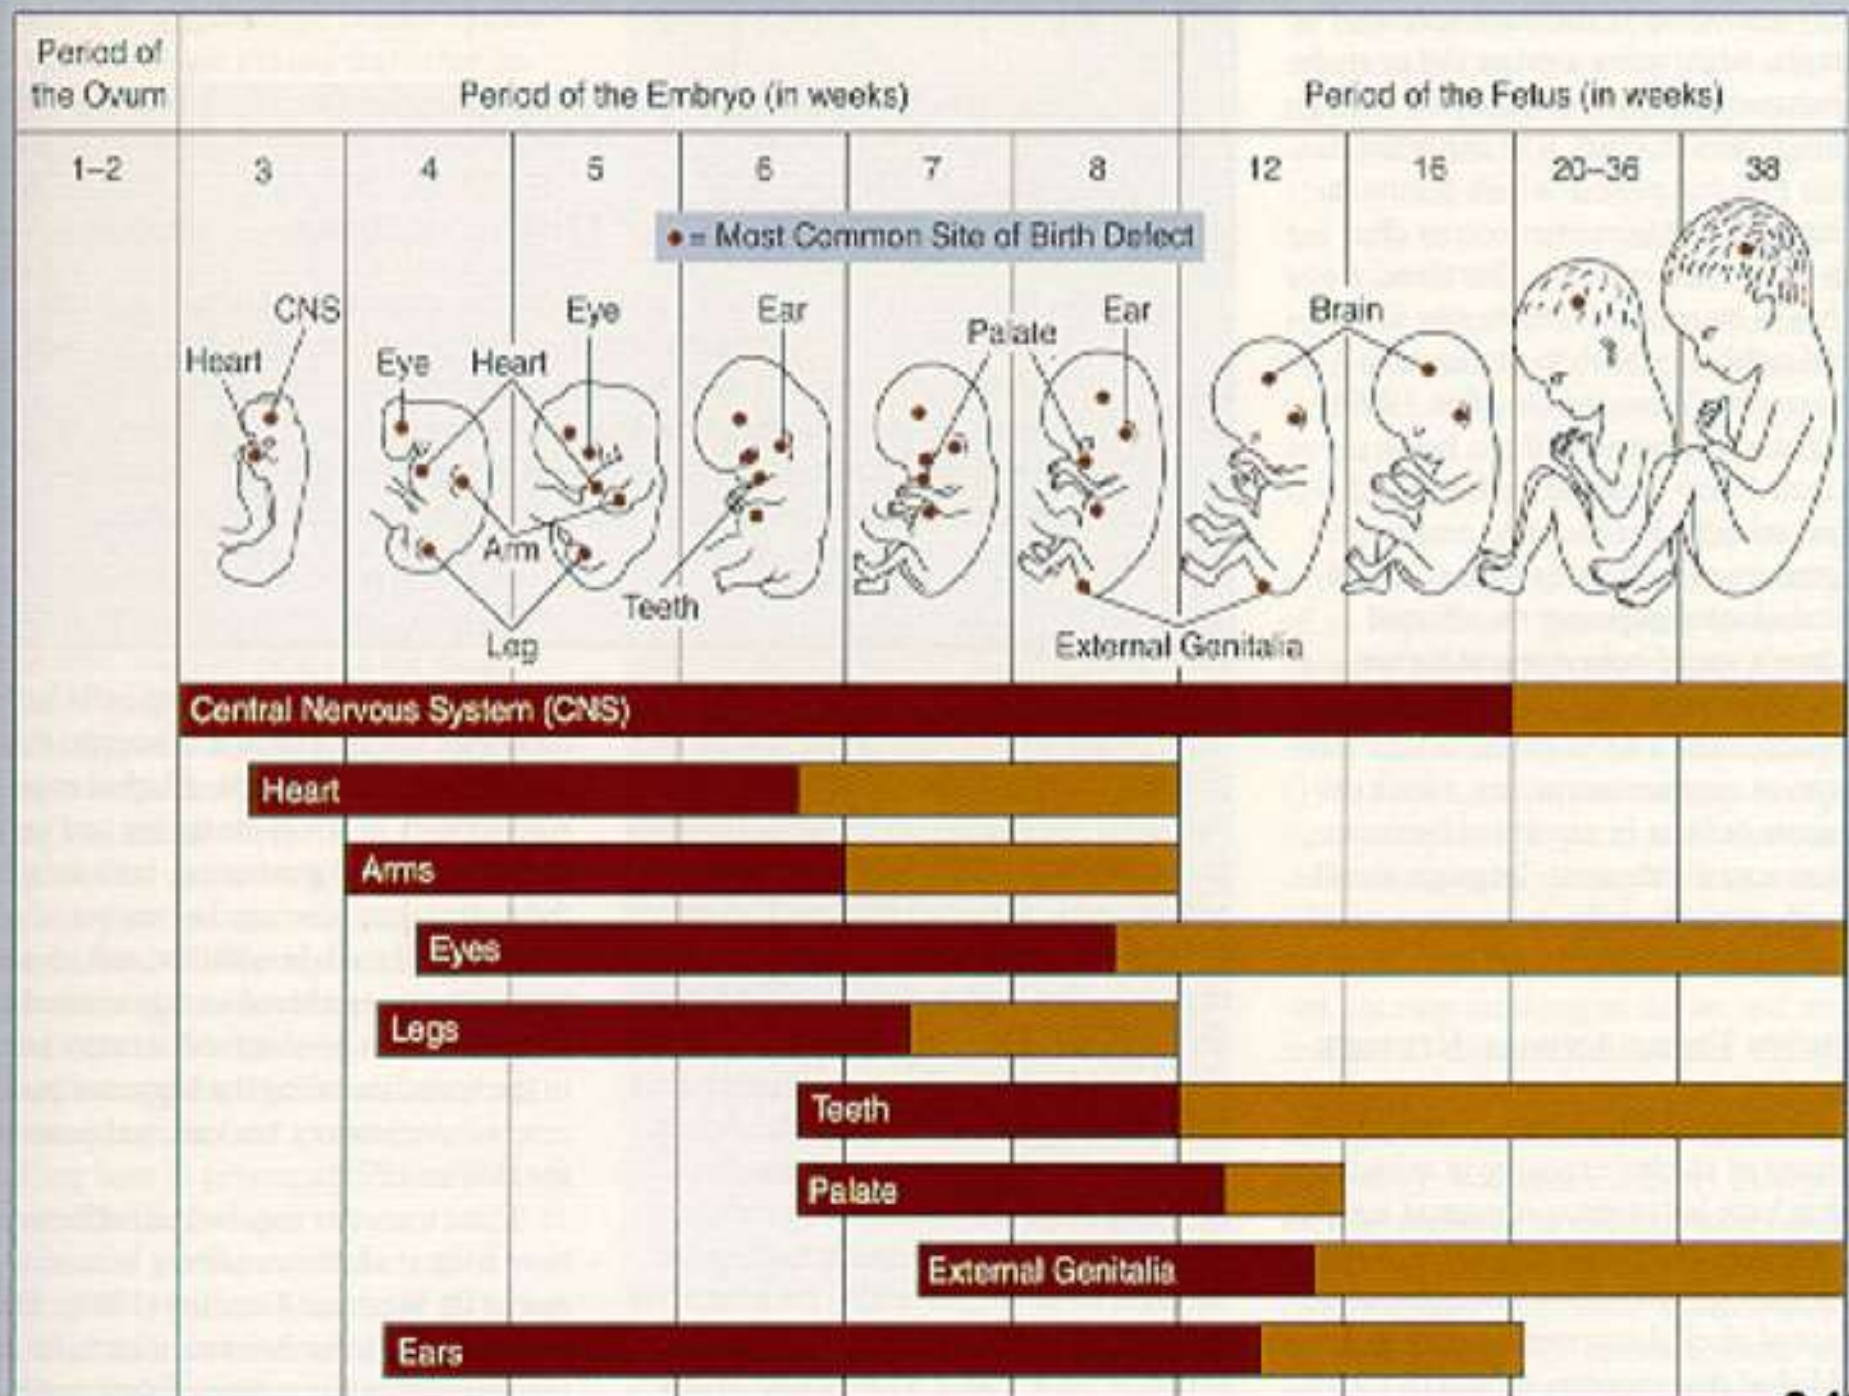 Period of
the Ovum
Period of the Embryo (in weeks)
Period of the Fetus (in weeks)
1–2
3
4
5
6
7
8
12
16
20–36
38
● = Most Common Site of Birth Defect
CNS
Heart
Eye
Heart
Eye
Ear
Palate
Ear
Brain
Arm
Teeth
Leg
External Genitalia
Central Nervous System (CNS)
Heart
Arms
Eyes
Legs
Teeth
Palate
External Genitalia
Ears